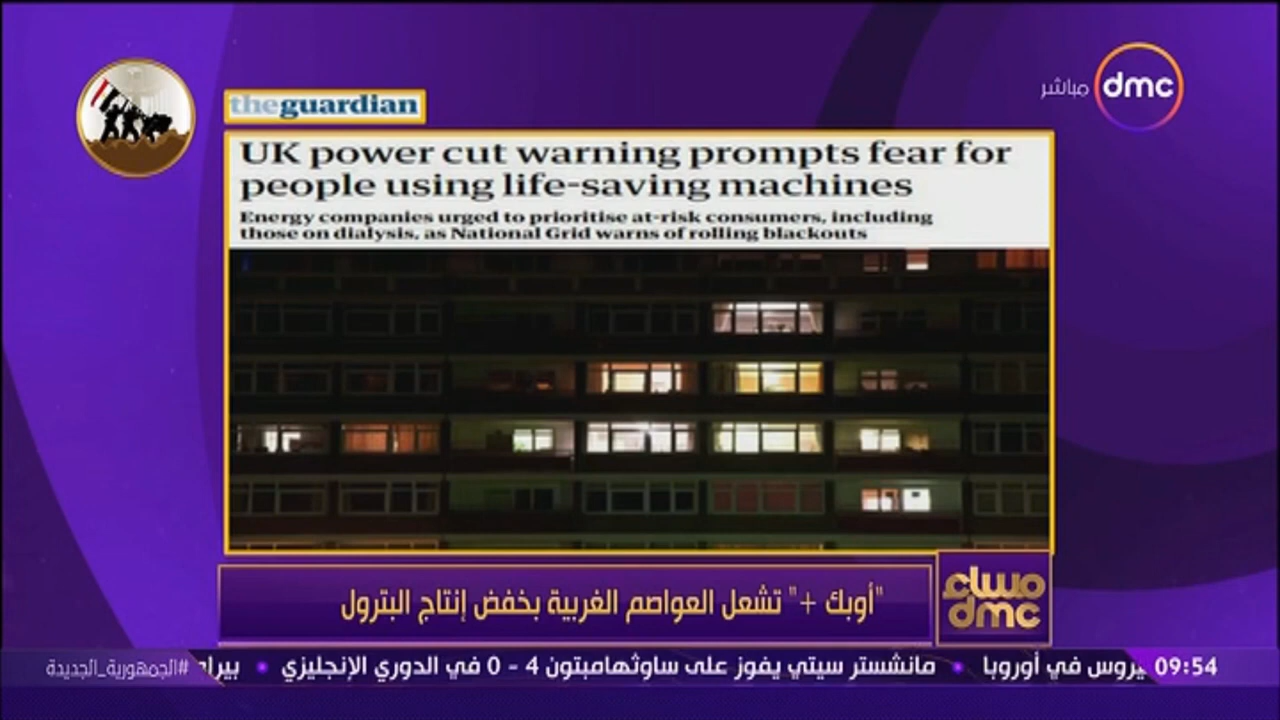 dmc
مباشر
theguardian
UK power cut warning prompts fear for
people using life-saving machines
Energy companies urged to prioritise at-risk consumers, including
those on dialysis, as National Grid warns of rolling blackouts
"أوبك +" تشعل العواصم الغربية بخفض إنتاج البترول
مساء
dmc
09:54 في أوروبا • مانشستر سيتي يفوز على ساوثهامبتون 4 - 0 في الدوري الإنجليزي • #الجمهورية_الجديدة